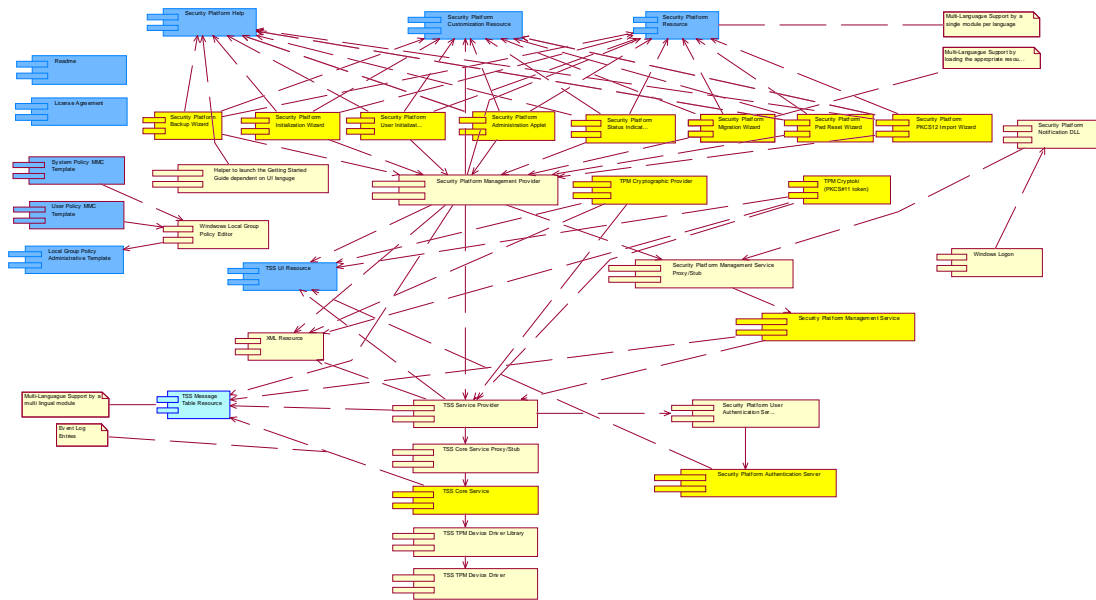 Security Platform Help
Security Platform
Customization Resource
Security Platform
Resource
Multi-Languague Support by a
single module per language
Multi-Languague Support by
loading the appropriate resou...
Readme
License Agreement
Security Platform
Backup Wizard
Security Platform
Initialization Wizard
Security Platform
User Initializat...
Security Platform
Administration Applet
Security Platform
Status Indicat...
Security Platform
Migration Wizard
Security Platform
Pwd Reset Wizard
Security Platform
PKCS12 Import Wizard
Security Platform
Notification DLL
System Policy MMC
Template
Helper to launch the Getting Started
Guide dependent on UI languge
Security Platform Management Provider
TPM Cryptographic Provider
TPM Cryptoki
(PKCS#11 token)
User Policy MMC
Template
Windaows Local Group
Policy Editor
Local Group Policy
Administrative Template
TSS UI Resource
Security Platform Management Service
Proxy/Stub
Windows Logon
Security Platform Management Service
XML Resource
Multi-Languague Support by a
multi lingual module
TSS Message
Table Resource
TSS Service Provider
Security Platform User
Authentication Ser...
Event Log
Entries
TSS Core Service Proxy/Stub
Security Platform Authentication Server
TSS Core Service
TSS TPM Device Driver Library
TSS TPM Device Driver